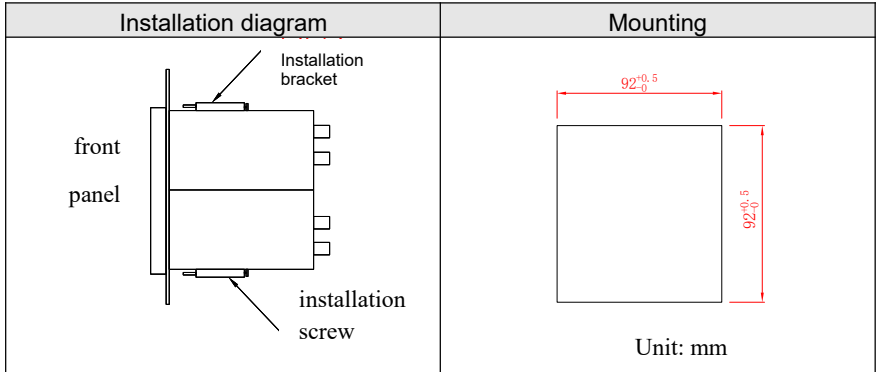 Installation diagram
Mounting
Installation
bracket
front
panel
installation
screw
92+0.5 -0
92+0.5 -0
Unit: mm